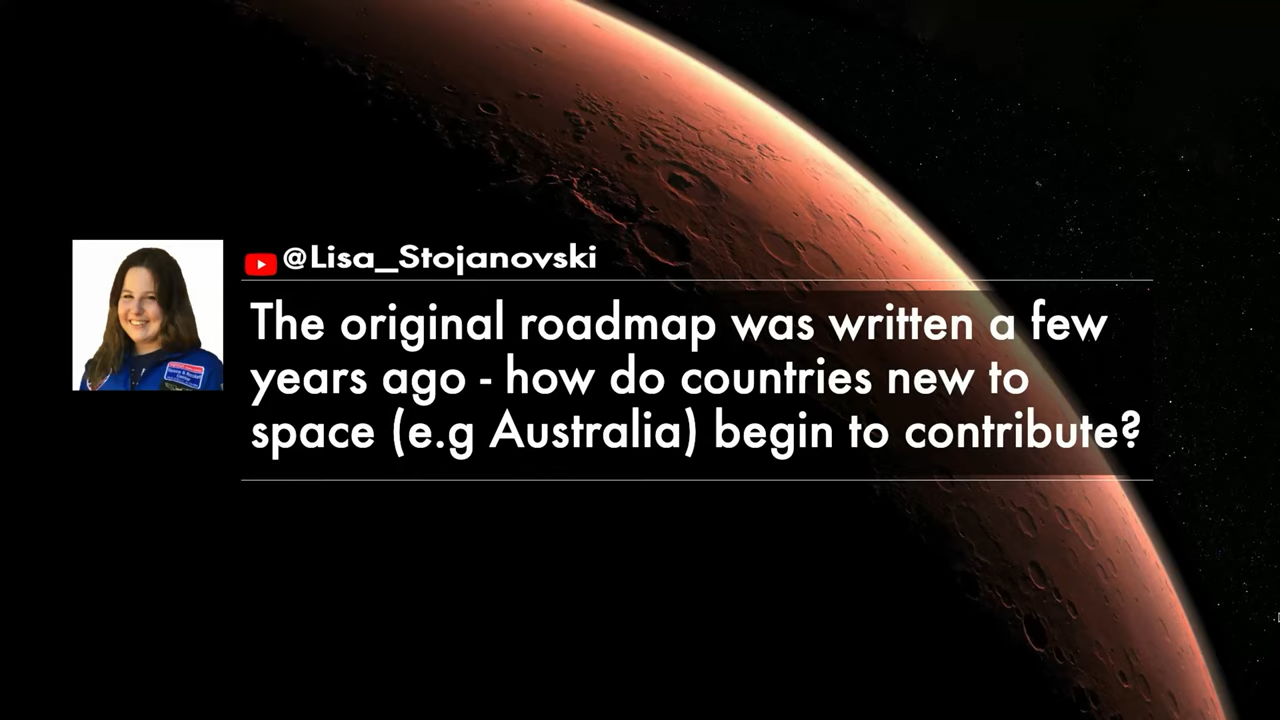 @Lisa_Stojanovski
The original roadmap was written a few
years ago - how do countries new to
space (e.g Australia) begin to contribute?